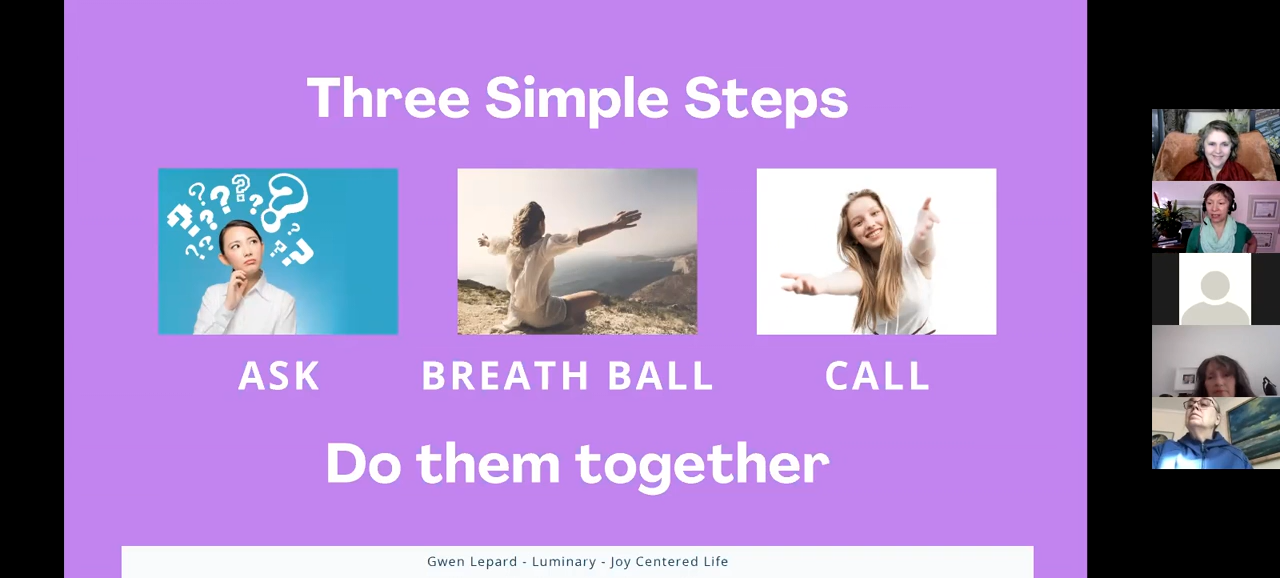 Three Simple Steps
ASK
BREATH BALL
CALL
Do them together
Gwen Lepard - Luminary - Joy Centered Life